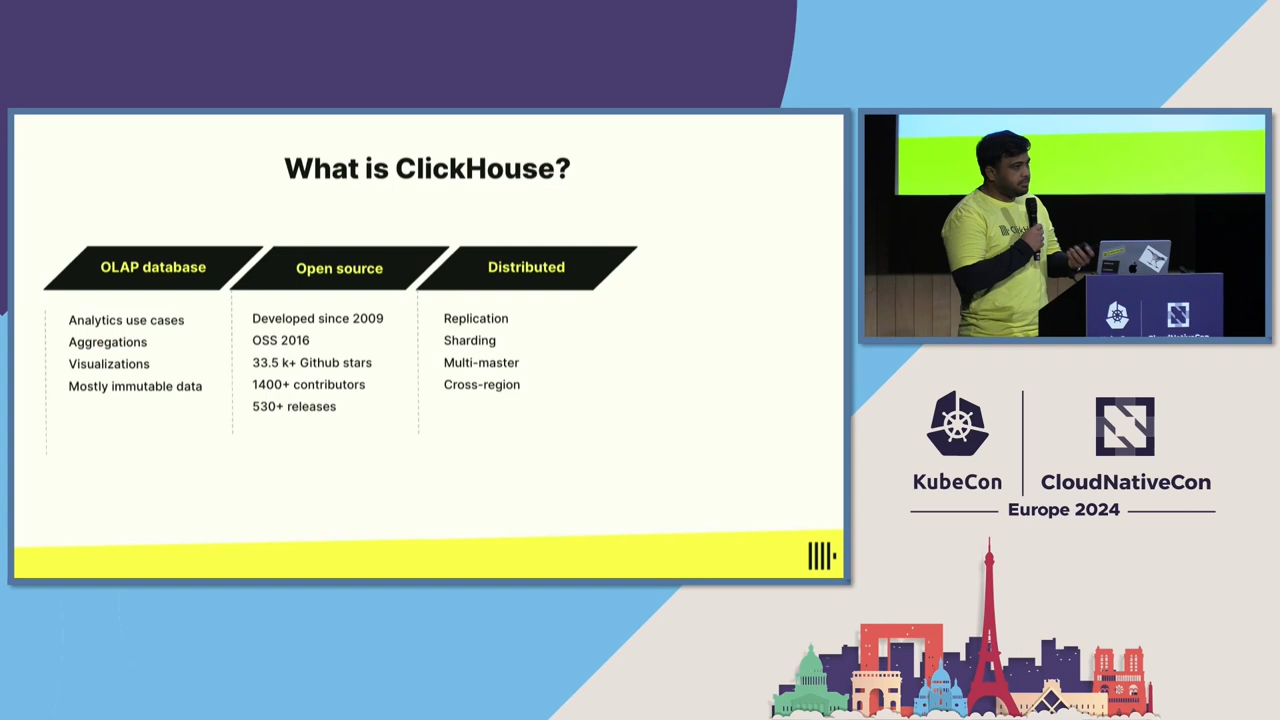 What is ClickHouse?
OLAP database
Analytics use cases
Aggregations
Visualizations
Mostly immutable data
Open source
Developed since 2009
OSS 2016
33.5 k+ Github stars
1400+ contributors
530+ releases
Distributed
Replication
Sharding
Multi-master
Cross-region
KubeCon
CloudNativeCon
Europe 2024